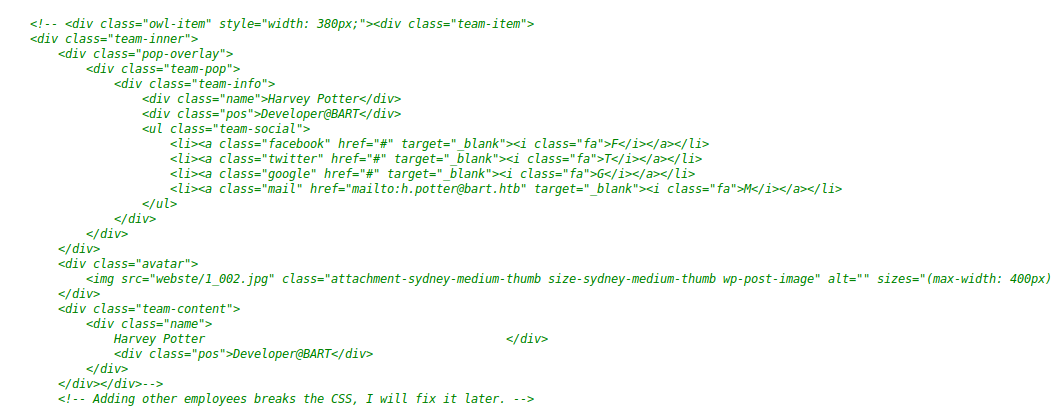 <!-- <div class="owl-item" style="width: 380px;"><div class="team-item">
<div class="team-inner">
<div class="pop-overlay">
<div class="team-pop">
<div class="team-info">
<div class="name">Harvey Potter</div>
<div class="pos">Developer@BART</div>
<ul class="team-social">
<li><a class="facebook" href="#" target="_blank"><i class="fa">F</i></a></li>
<li><a class="twitter" href="#" target="_blank"><i class="fa">T</i></a></li>
<li><a class="google" href="#" target="_blank"><i class="fa">G</i></a></li>
<li><a class="mail" href="mailto:h.potter@bart.htb" target="_blank"><i class="fa">M</i></a></li>
</ul>
</div>
</div>
</div>
<div class="avatar">
<img src="webste/1_002.jpg" class="attachment-sydney-medium-thumb size-sydney-medium-thumb wp-post-image" alt="" sizes="(max-width: 400px)
</div>
<div class="team-content">
<div class="name">
Harvey Potter </div>
<div class="pos">Developer@BART</div>
</div>
</div></div>-->
<!-- Adding other employees breaks the CSS, I will fix it later. -->